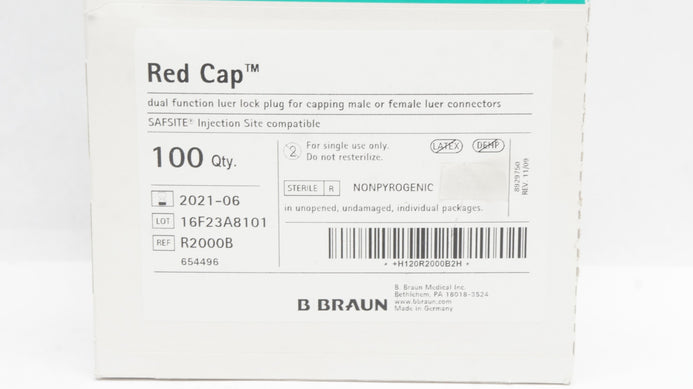 Red Cap™
dual function luer lock plug for capping male or female luer connectors
SAFSITE® Injection Site compatible
100 Qty.
2 For single use only.
Do not resterilize.
LATEX DEHP
2021-06
LOT 16F23A8101
REF R2000B
654496
STERILE R NONPYROGENIC
in unopened, undamaged, individual packages.
8929750
REV. 11/09
* +H120R2000B2H *
B BRAUN
B. Braun Medical Inc.
Bethlehem, PA 18018-3524
www.bbraun.com
Made in Germany